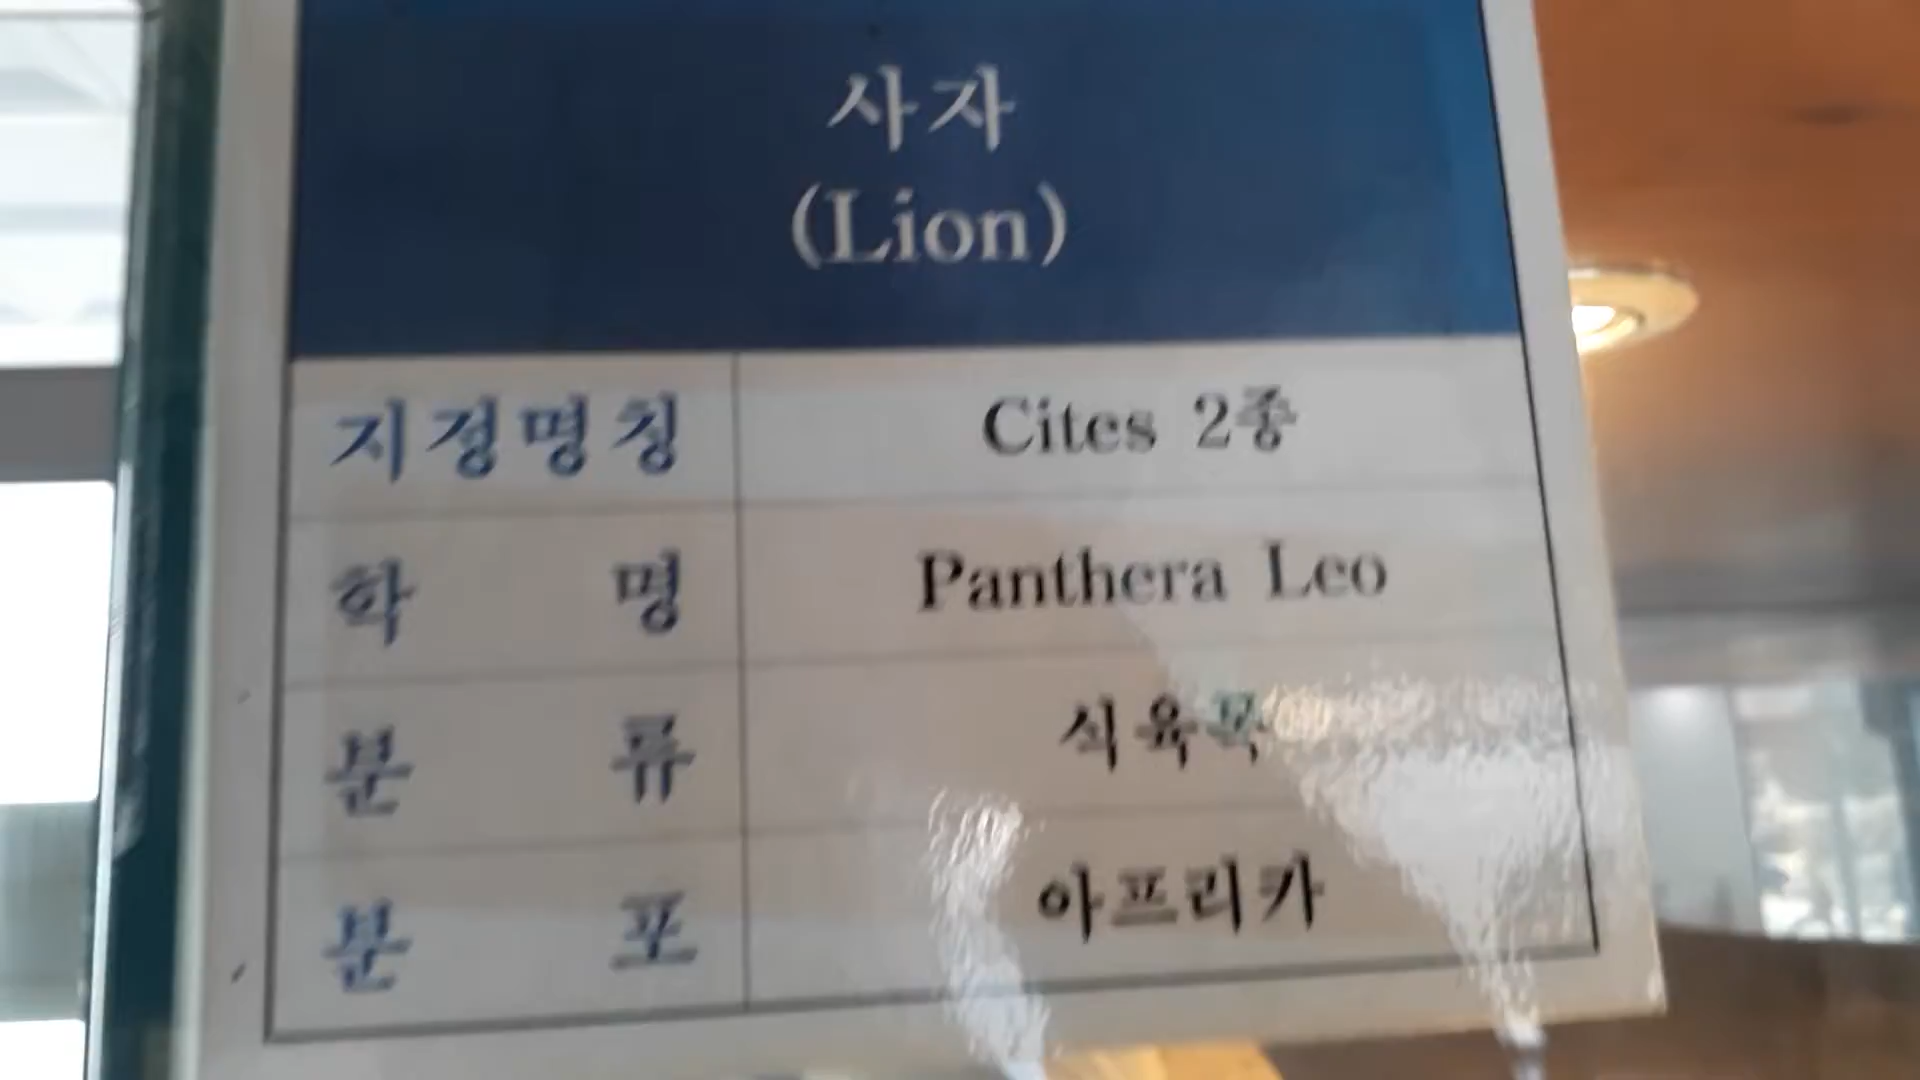 사자
(Lion)
지정명칭 Cites 2종
학 명 Panthera Leo
분 류 식육목
분 포 아프리카